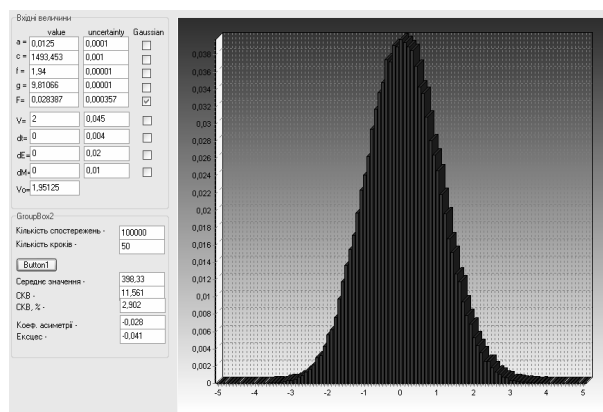 Вхідні величини
value uncertainty Gaussian
a = 0,0125 0,0001
c = 1493,453 0,001
f = 1,94 0,00001
g = 9,81066 0,00001
F= 0,028387 0,000357
V= 2 0,045
dt= 0 0,004
dE= 0 0,02
dM= 0 0,01
Vo= 1,95125
GroupBox2
Кількість спостережень - 100000
Кількість кроків - 50
Button1
Середнє значення - 398,33
СКВ - 11,561
СКВ, % - 2,902
Коеф. асиметрії - -0,028
Ексцес - -0,041
0,038
0,036
0,034
0,032
0,03
0,028
0,026
0,024
0,022
0,02
0,018
0,016
0,014
0,012
0,01
0,008
0,006
0,004
0,002
0
-5 -4 -3 -2 -1 0 1 2 3 4 5